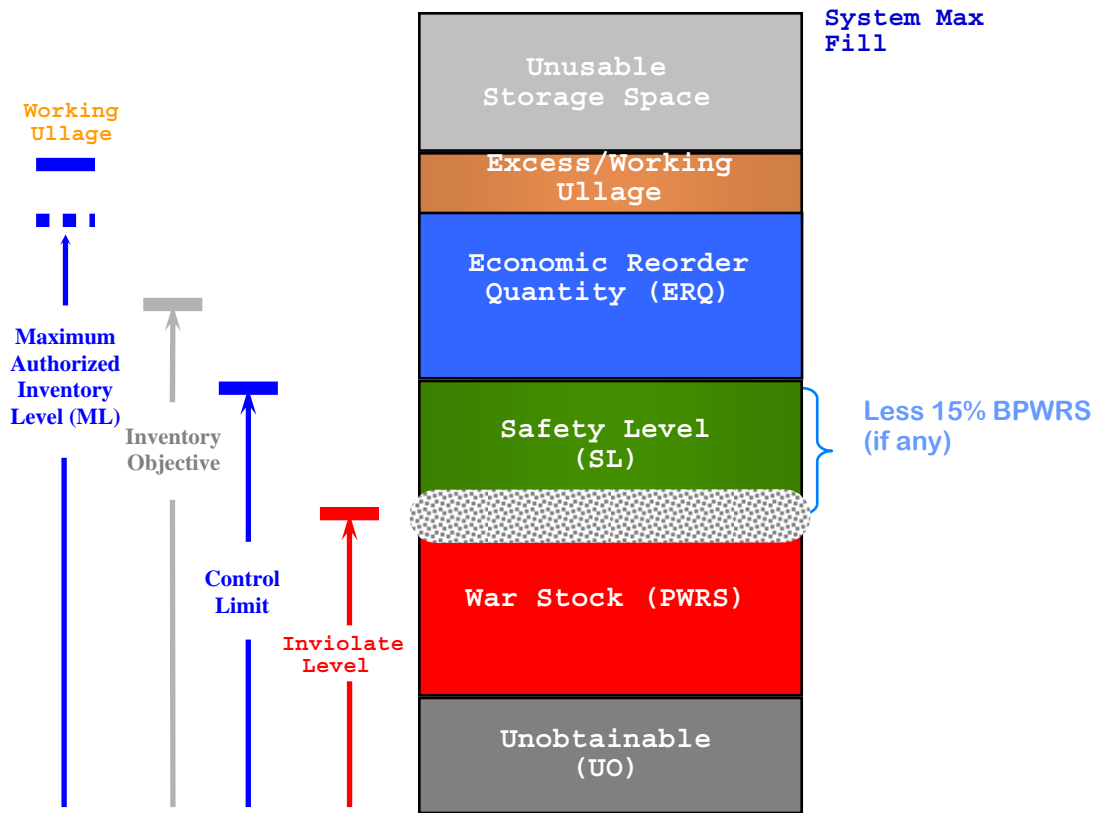 System Max
Fill
Unusable
Storage Space
Working
Ullage
Excess/Working
Ullage
Economic Reorder
Quantity (ERQ)
Maximum
Authorized
Inventory
Level (ML)
Inventory
Objective
Safety Level
(SL)
Less 15% BPWRS
(if any)
Control
Limit
War Stock (PWRS)
Inviolate
Level
Unobtainable
(UO)